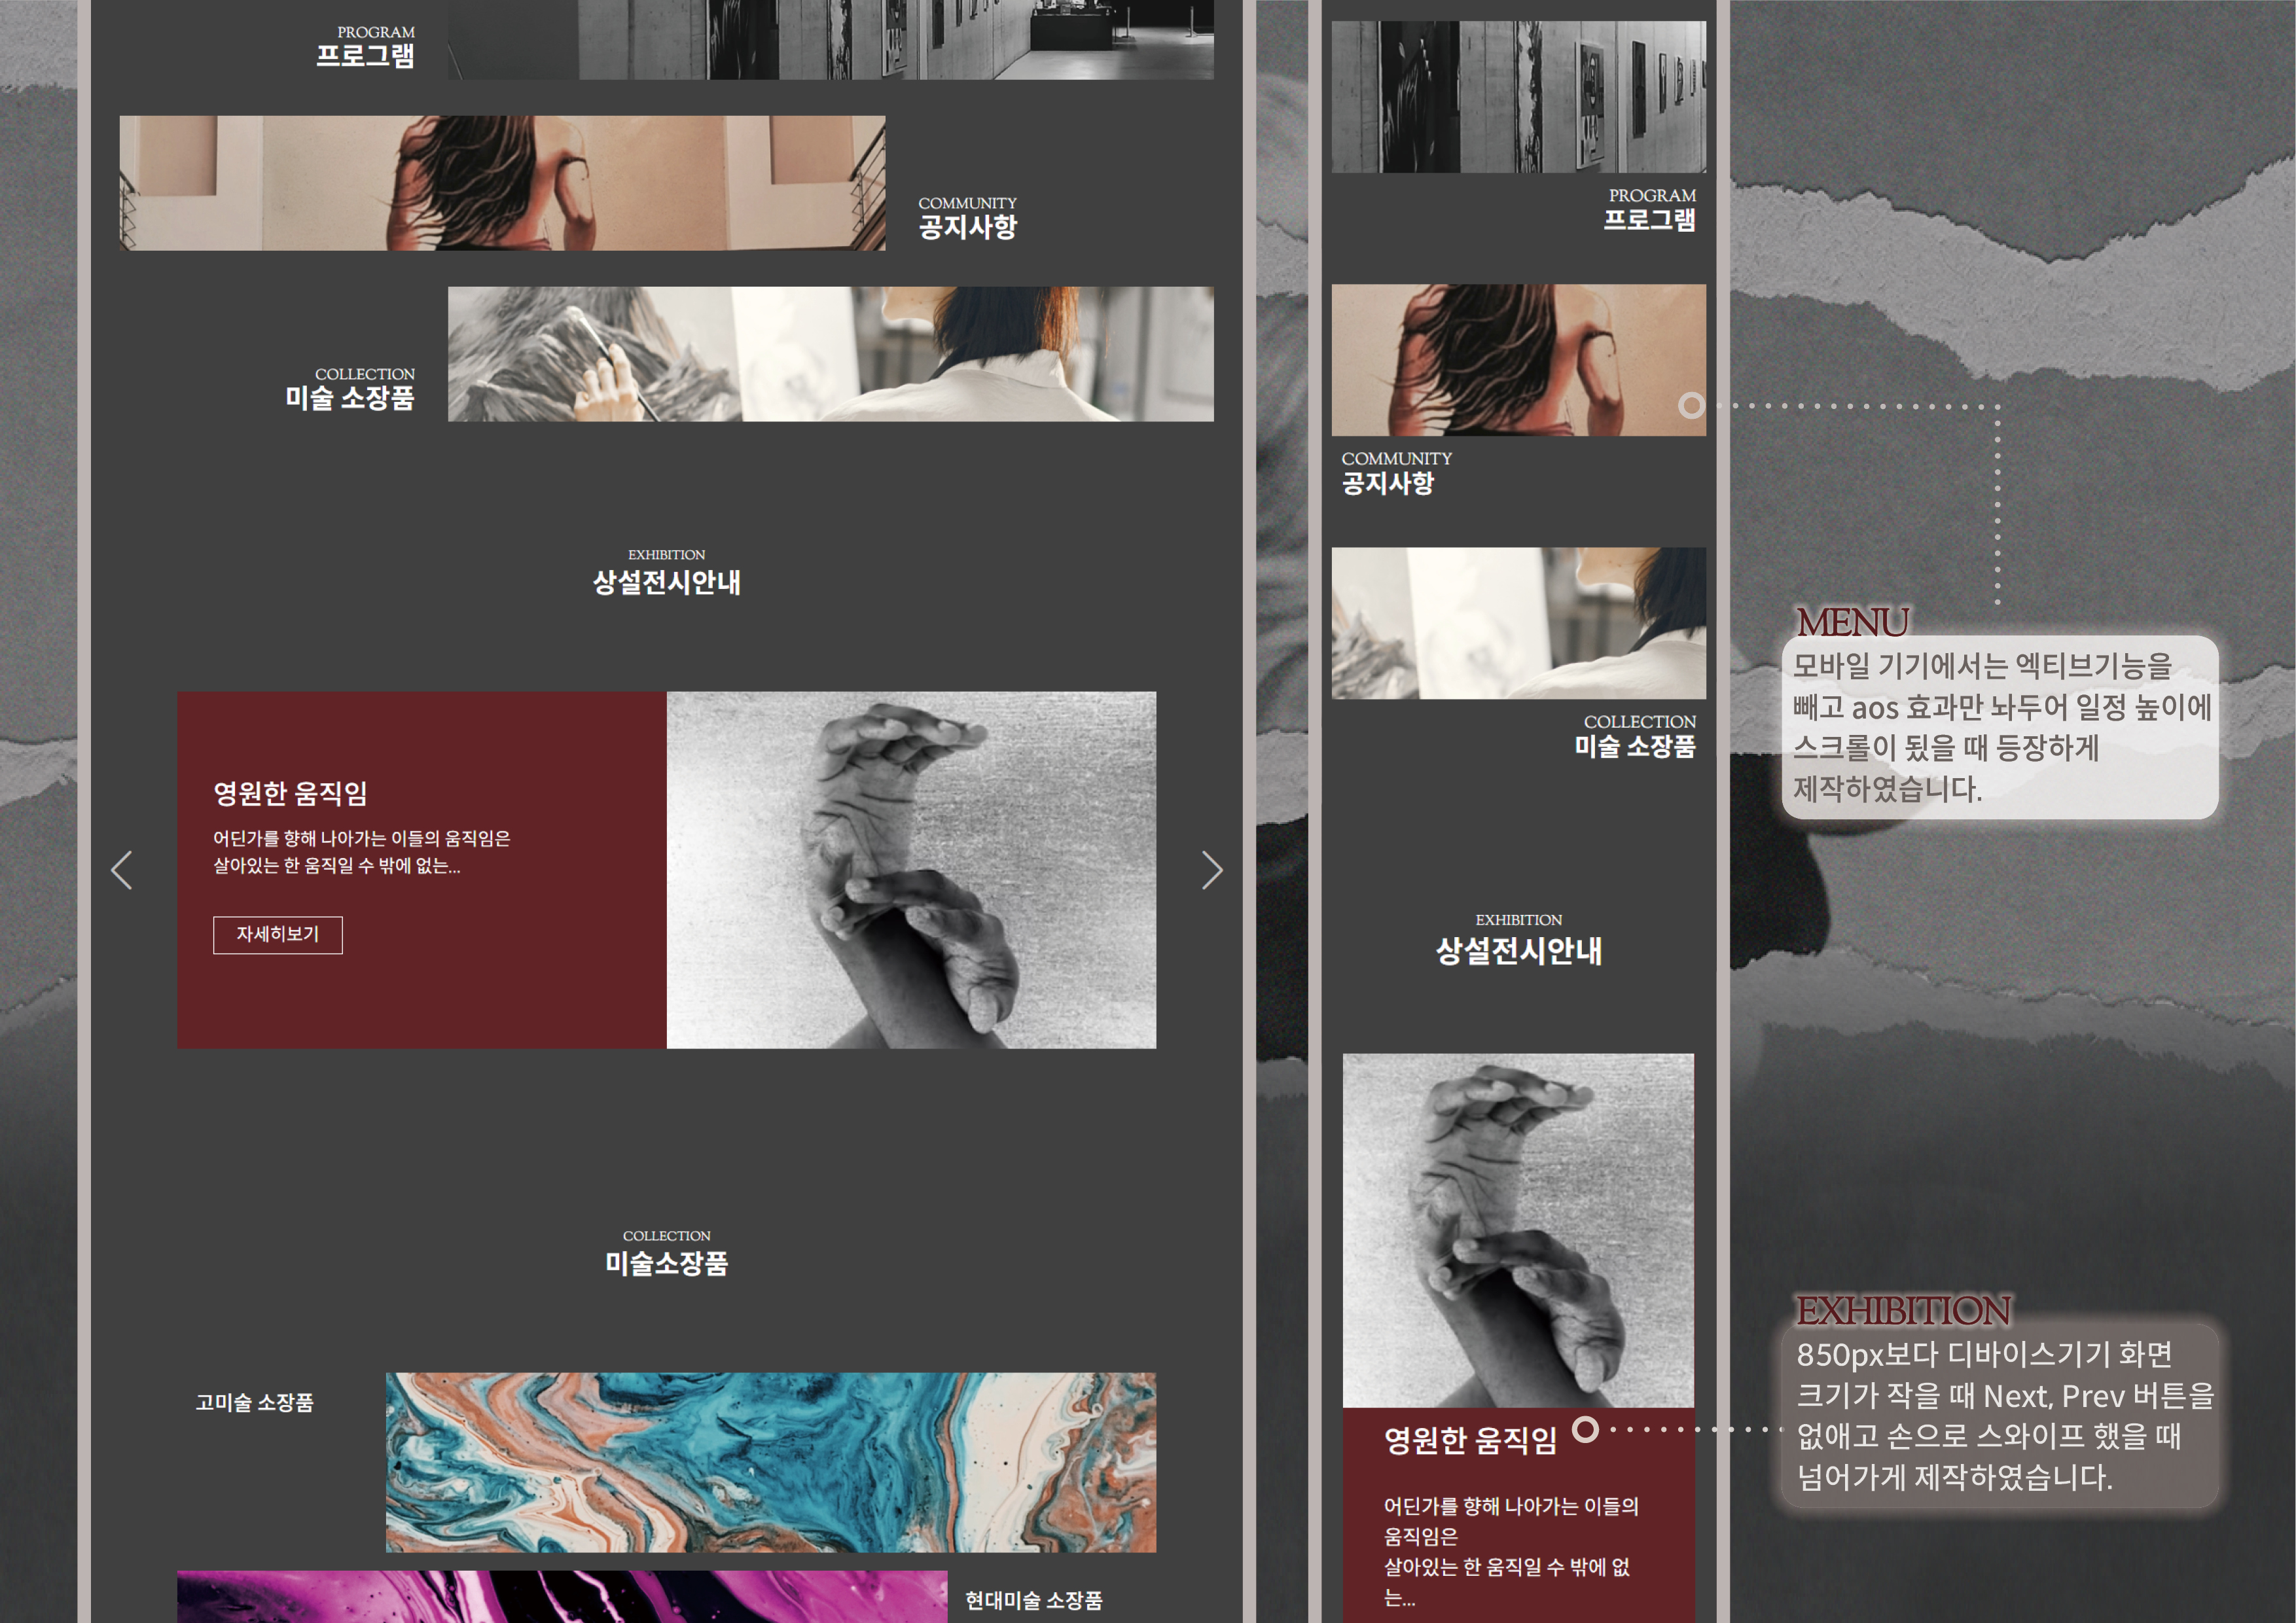 PROGRAM
프로그램
COMMUNITY
공지사항
COLLECTION
미술 소장품
EXHIBITION
상설전시안내
영원한 움직임
어딘가를 향해 나아가는 이들의 움직임은
살아있는 한 움직일 수 밖에 없는...
자세히보기
COLLECTION
미술소장품
고미술 소장품
현대미술 소장품
PROGRAM
프로그램
COMMUNITY
공지사항
COLLECTION
미술 소장품
EXHIBITION
상설전시안내
영원한 움직임
어딘가를 향해 나아가는 이들의
움직임은
살아있는 한 움직일 수 밖에 없
는...
MENU
모바일 기기에서는 엑티브기능을
빼고 aos 효과만 놔두어 일정 높이에
스크롤이 됬을 때 등장하게
제작하였습니다.
EXHIBITION
850px보다 디바이스기기 화면
크기가 작을 때 Next, Prev 버튼을
없애고 손으로 스와이프 했을 때
넘어가게 제작하였습니다.